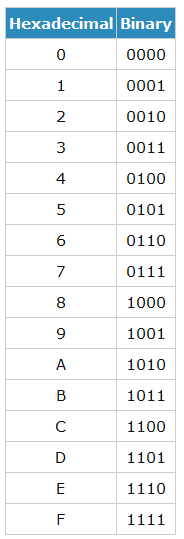 Hexadecimal Binary
0 0000
1 0001
2 0010
3 0011
4 0100
5 0101
6 0110
7 0111
8 1000
9 1001
A 1010
B 1011
C 1100
D 1101
E 1110
F 1111